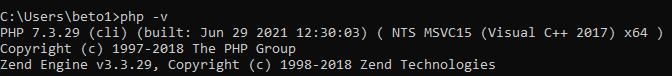 C:\Users\beto1>php -v
PHP 7.3.29 (cli) (built: Jun 29 2021 12:30:03) ( NTS MSVC15 (Visual C++ 2017) x64 )
Copyright (c) 1997-2018 The PHP Group
Zend Engine v3.3.29, Copyright (c) 1998-2018 Zend Technologies